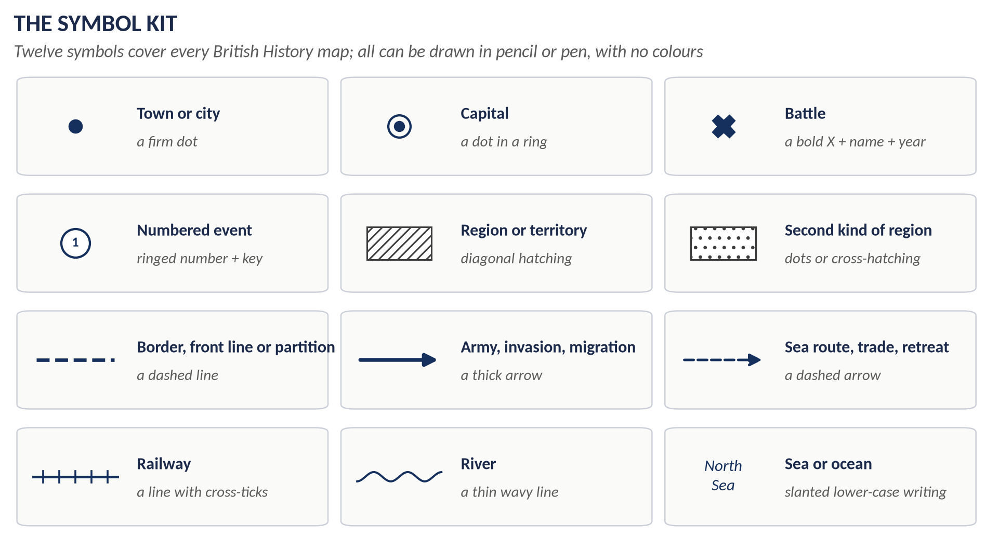 THE SYMBOL KIT
Twelve symbols cover every British History map; all can be drawn in pencil or pen, with no colours
Town or city
a firm dot
Capital
a dot in a ring
Battle
a bold X + name + year
1
Numbered event
ringed number + key
Region or territory
diagonal hatching
Second kind of region
dots or cross-hatching
Border, front line or partition
a dashed line
Army, invasion, migration
a thick arrow
Sea route, trade, retreat
a dashed arrow
Railway
a line with cross-ticks
River
a thin wavy line
North
Sea
Sea or ocean
slanted lower-case writing